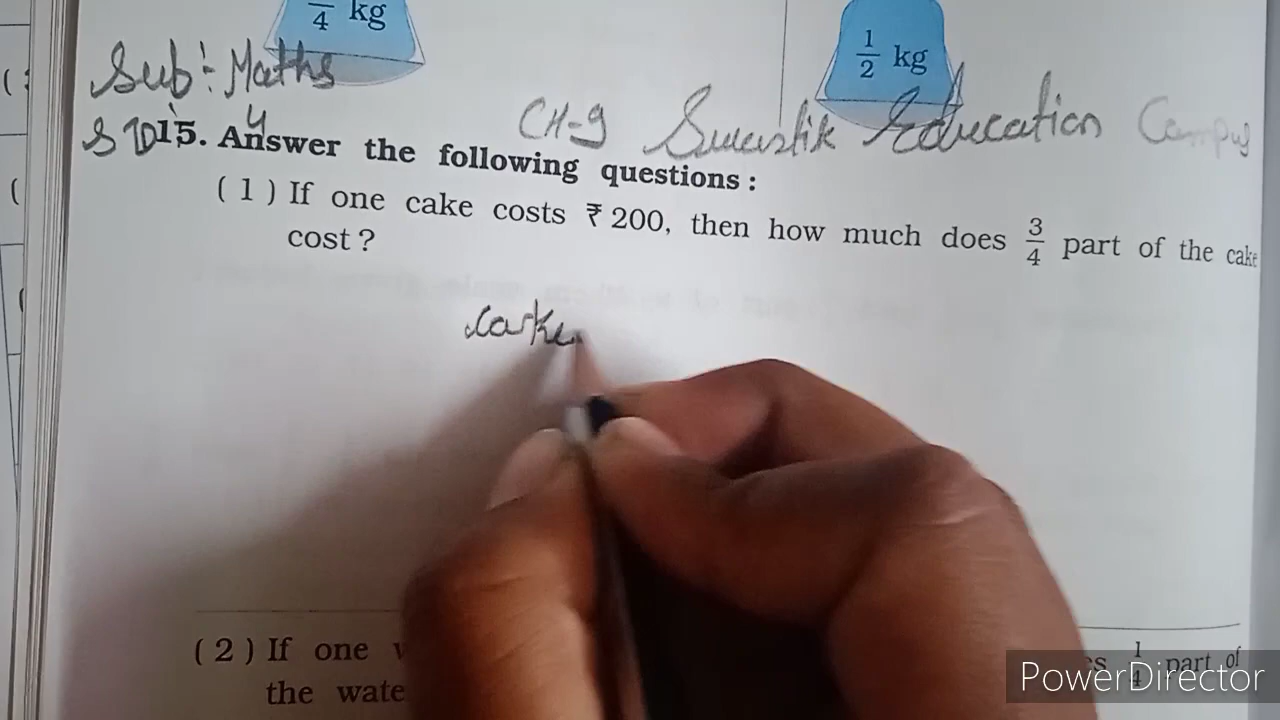 4 kg
1/2 kg
Sub:- Maths
CH-9 Swastik Education Campus
STD 4
15. Answer the following questions :
( 1 ) If one cake costs ₹ 200, then how much does 3/4 part of the cake
cost ?
( 2 ) If one
1/4 part of
the wate
PowerDirector